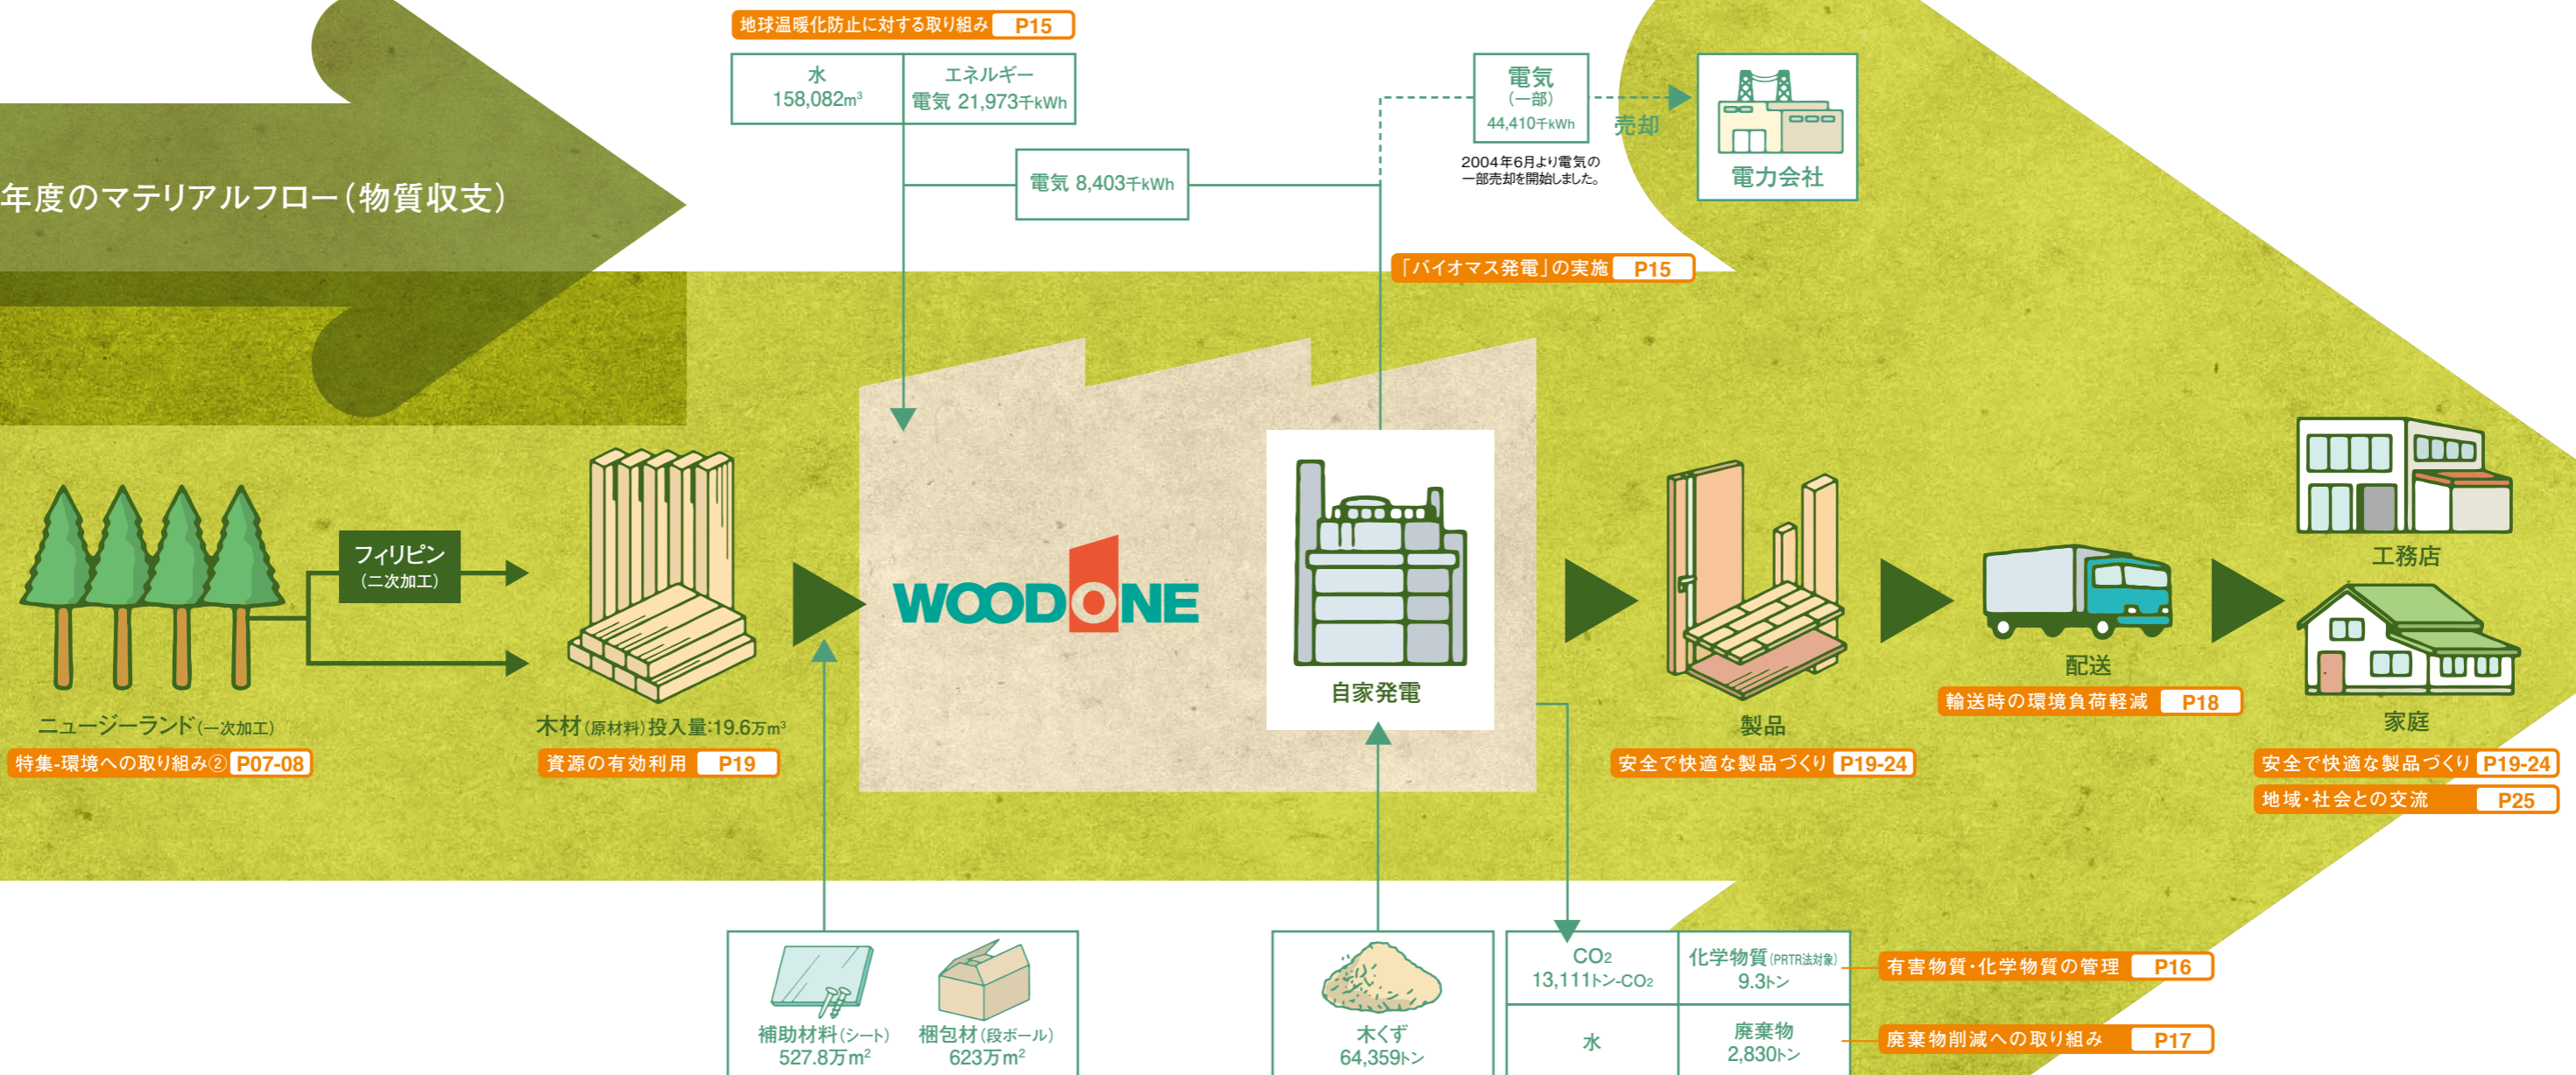 年度のマテリアルフロー(物質収支)
地球温暖化防止に対する取り組み P15
水
158,082m³
エネルギー
電気 21,973千kWh
電気 8,403千kWh
電気
(一部)
44,410千kWh
2004年6月より電気の
一部売却を開始しました。
売却
電力会社
「バイオマス発電」の実施 P15
ニュージーランド(一次加工)
特集-環境への取り組み② P07-08
フィリピン
(二次加工)
木材(原材料)投入量:19.6万m³
資源の有効利用 P19
WOODONE
自家発電
製品
安全で快適な製品づくり P19-24
配送
輸送時の環境負荷軽減 P18
工務店
家庭
安全で快適な製品づくり P19-24
地域・社会との交流 P25
補助材料(シート)
527.8万m²
梱包材(段ボール)
623万m²
木くず
64,359トン
CO₂
13,111トン-CO₂
化学物質(PRTR法対象)
9.3トン
水
廃棄物
2,830トン
有害物質・化学物質の管理 P16
廃棄物削減への取り組み P17